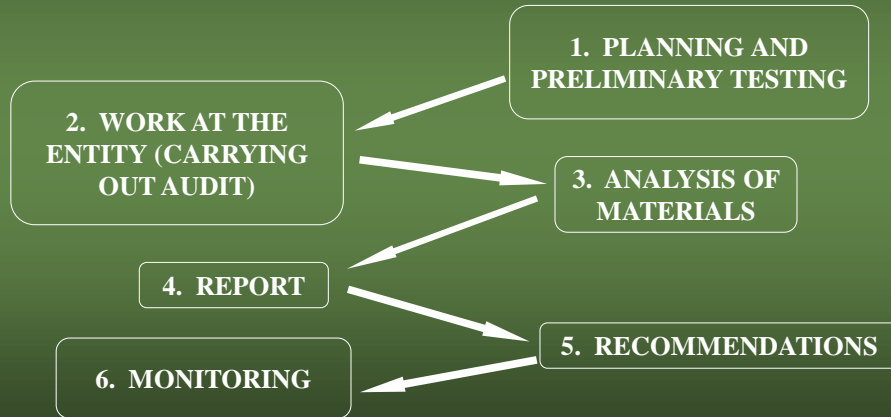 1. PLANNING AND
PRELIMINARY TESTING
2. WORK AT THE
ENTITY (CARRYING
OUT AUDIT)
3. ANALYSIS OF
MATERIALS
4. REPORT
5. RECOMMENDATIONS
6. MONITORING